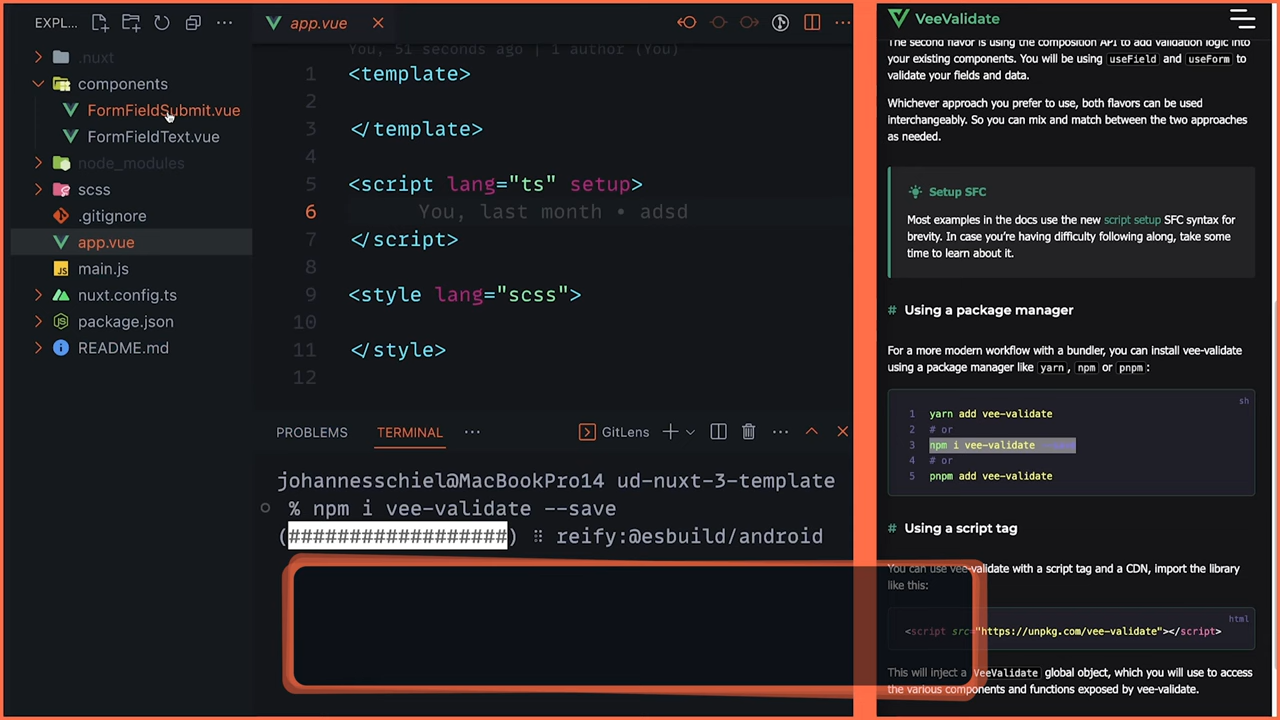 EXPL...
.nuxt
components
FormFieldSubmit.vue
FormFieldText.vue
node_modules
scss
.gitignore
app.vue
main.js
nuxt.config.ts
package.json
README.md
app.vue
You, 51 seconds ago | 1 author (You)
1 <template>
2
3 </template>
4
5 <script lang="ts" setup>
6 You, last month • adsd
7 </script>
8
9 <style lang="scss">
10
11 </style>
12
PROBLEMS TERMINAL ... GitLens
johannesschiel@MacBookPro14 ud-nuxt-3-template
% npm i vee-validate --save
(##################) ⠿ reify:@esbuild/android
VeeValidate
The second flavor is using the composition API to add validation logic into
your existing components. You will be using useField and useForm to
validate your fields and data.
Whichever approach you prefer to use, both flavors can be used
interchangeably. So you can mix and match between the two approaches
as needed.
Setup SFC
Most examples in the docs use the new script setup SFC syntax for
brevity. In case you're having difficulty following along, take some
time to learn about it.
# Using a package manager
For a more modern workflow with a bundler, you can install vee-validate
using a package manager like yarn, npm or pnpm:
sh
1 yarn add vee-validate
2 # or
3 npm i vee-validate --save
4 # or
5 pnpm add vee-validate
# Using a script tag
You can use vee-validate with a script tag and a CDN, import the library
like this:
html
<script src="https://unpkg.com/vee-validate"></script>
This will inject a VeeValidate global object, which you will use to access
the various components and functions exposed by vee-validate.